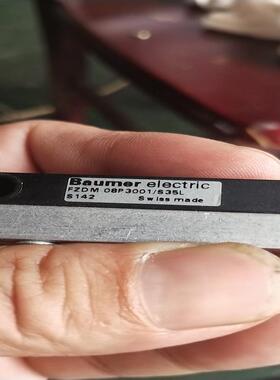 Baumer electric
FZDM 08P3001/S35L
S142 Swiss made